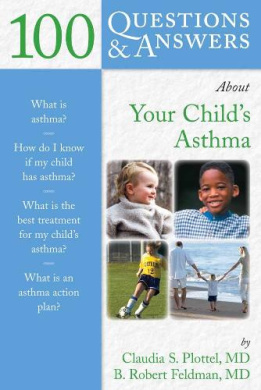 100 QUESTIONS
& ANSWERS
About
Your Child's
Asthma
What is
asthma?
How do I know
if my child
has asthma?
What is the
best treatment
for my child's
asthma?
What is an
asthma action
plan?
by
Claudia S. Plottel, MD
B. Robert Feldman, MD